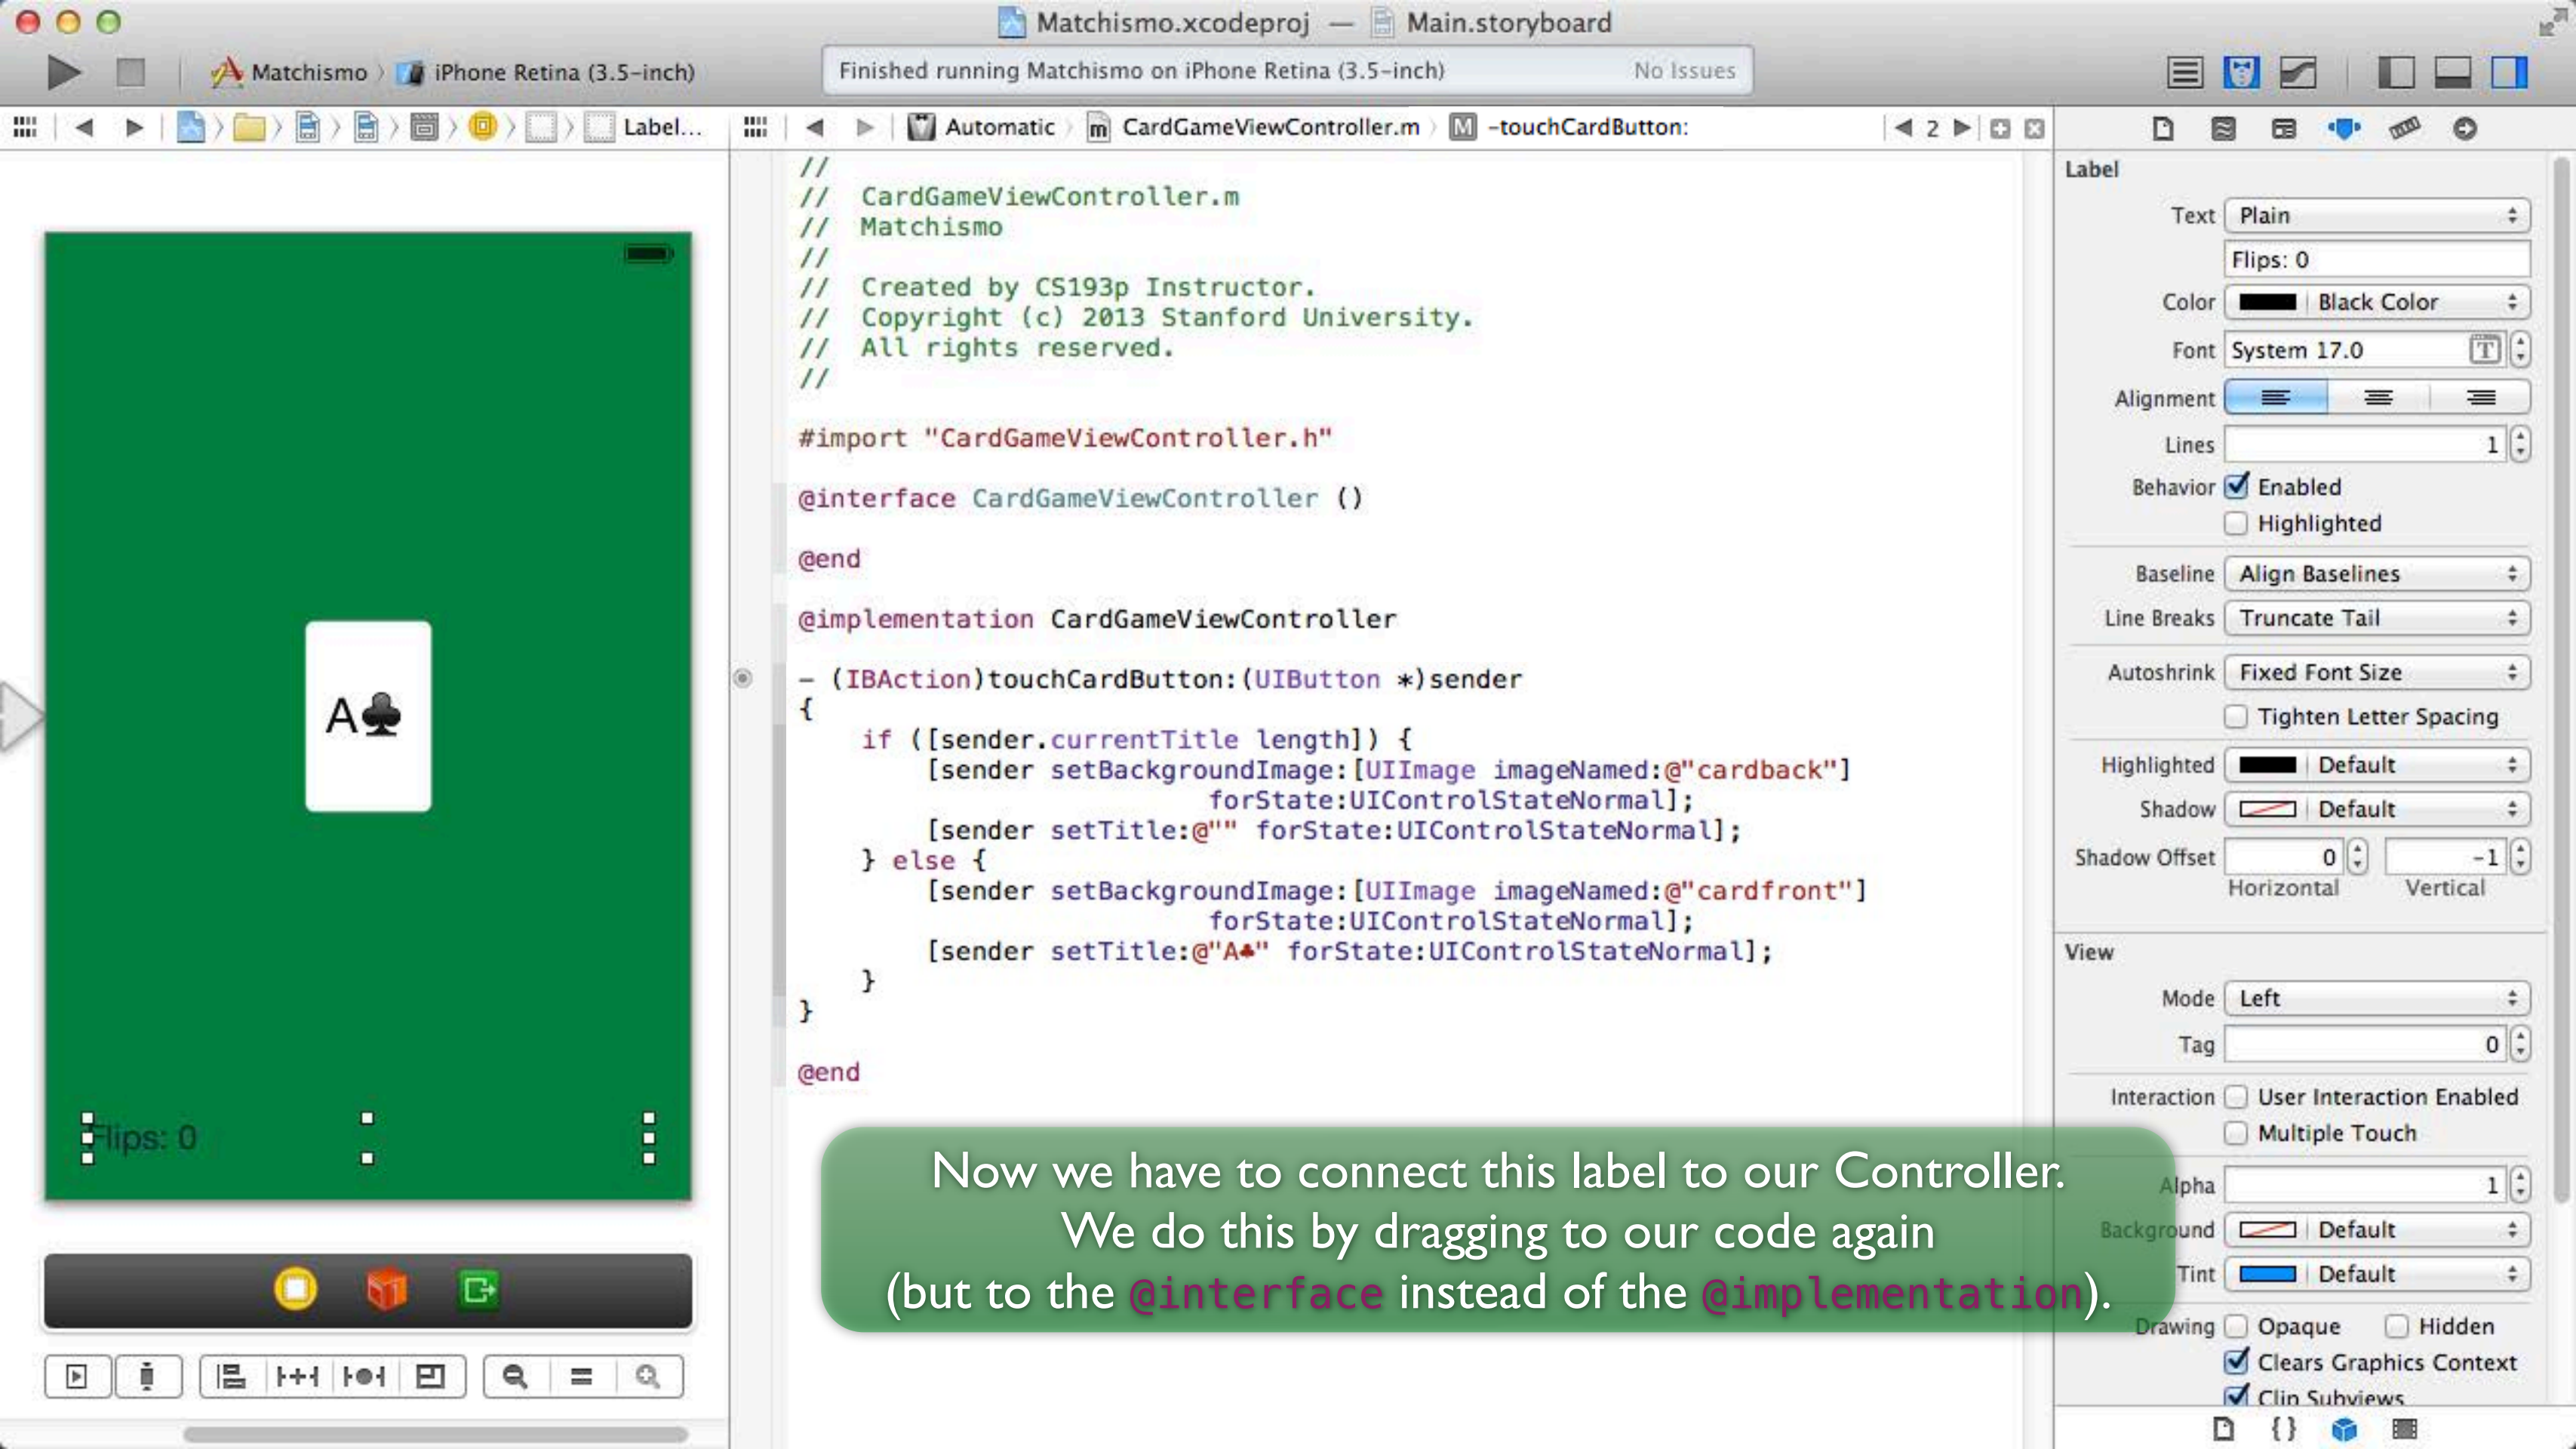 Matchismo.xcodeproj — Main.storyboard
Matchismo
iPhone Retina (3.5-inch)
Finished running Matchismo on iPhone Retina (3.5-inch)
No Issues
Label...
Automatic
CardGameViewController.m
M
-touchCardButton:
2
A♣
Flips: 0
//
//  CardGameViewController.m
//  Matchismo
//
//  Created by CS193p Instructor.
//  Copyright (c) 2013 Stanford University.
//  All rights reserved.
//
#import "CardGameViewController.h"
@interface CardGameViewController ()
@end
@implementation CardGameViewController
- (IBAction)touchCardButton:(UIButton *)sender
{
    if ([sender.currentTitle length]) {
        [sender setBackgroundImage:[UIImage imageNamed:@"cardback"]
                          forState:UIControlStateNormal];
        [sender setTitle:@"" forState:UIControlStateNormal];
    } else {
        [sender setBackgroundImage:[UIImage imageNamed:@"cardfront"]
                          forState:UIControlStateNormal];
        [sender setTitle:@"A♣" forState:UIControlStateNormal];
    }
}
@end
Now we have to connect this label to our Controller.
We do this by dragging to our code again
(but to the @interface instead of the @implementation).
Label
Text Plain
Flips: 0
Color Black Color
Font System 17.0
Alignment
Lines 1
Behavior Enabled
Highlighted
Baseline Align Baselines
Line Breaks Truncate Tail
Autoshrink Fixed Font Size
Tighten Letter Spacing
Highlighted Default
Shadow Default
Shadow Offset 0 -1
Horizontal Vertical
View
Mode Left
Tag 0
Interaction User Interaction Enabled
Multiple Touch
Alpha 1
Background Default
Tint Default
Drawing Opaque Hidden
Clears Graphics Context
Clip Subviews